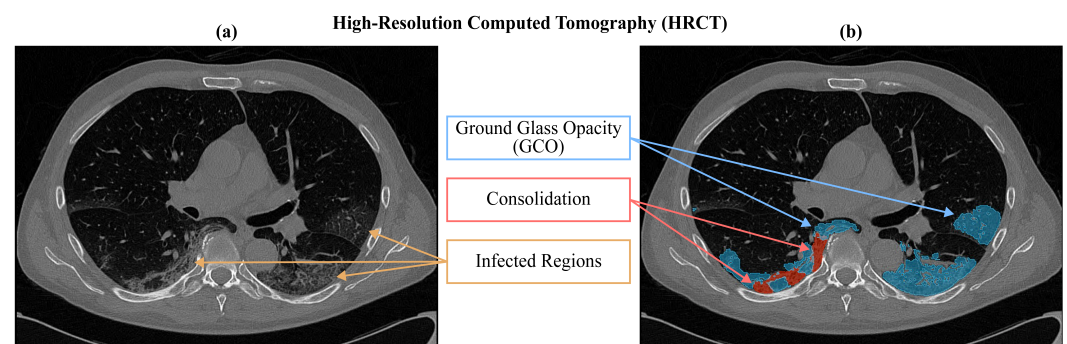 High-Resolution Computed Tomography (HRCT)
(a)
(b)
Ground Glass Opacity
(GCO)
Consolidation
Infected Regions